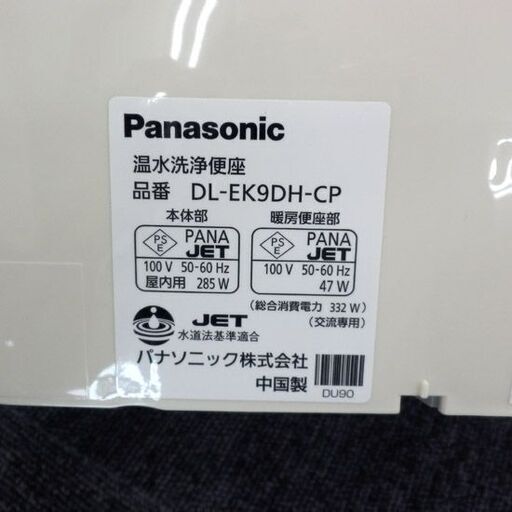 Panasonic
温水洗浄便座
品番 DL-EK9DH-CP
本体部 暖房便座部
PS E PANA JET
100 V 50-60 Hz
屋内用 285 W
PS E PANA JET
100 V 50-60 Hz
47 W
(総合消費電力 332 W)
(交流専用)
JET
水道法基準適合
パナソニック株式会社
中国製
DU90